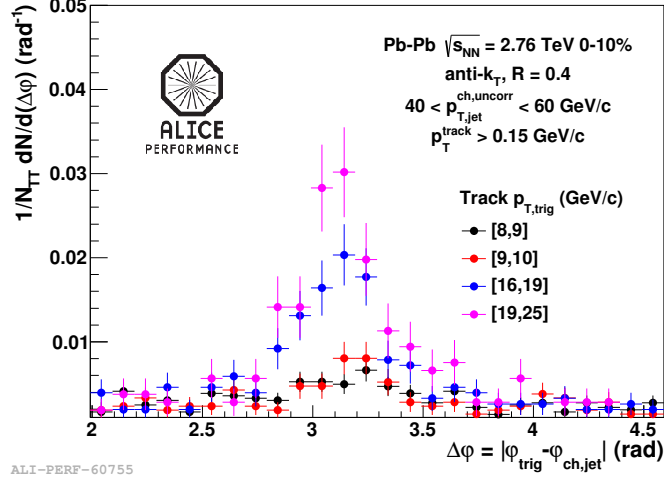 1/N_TT dN/d(Δφ) (rad⁻¹)
0.05
0.04
0.03
0.02
0.01
Pb-Pb √s_NN = 2.76 TeV 0-10%
anti-k_T, R = 0.4
40 < p_T,jet^ch,uncorr < 60 GeV/c
p_T^track > 0.15 GeV/c
ALICE
PERFORMANCE
Track p_T,trig (GeV/c)
[8,9]
[9,10]
[16,19]
[19,25]
2 2.5 3 3.5 4 4.5
Δφ = |φ_trig-φ_ch,jet| (rad)
ALI-PERF-60755